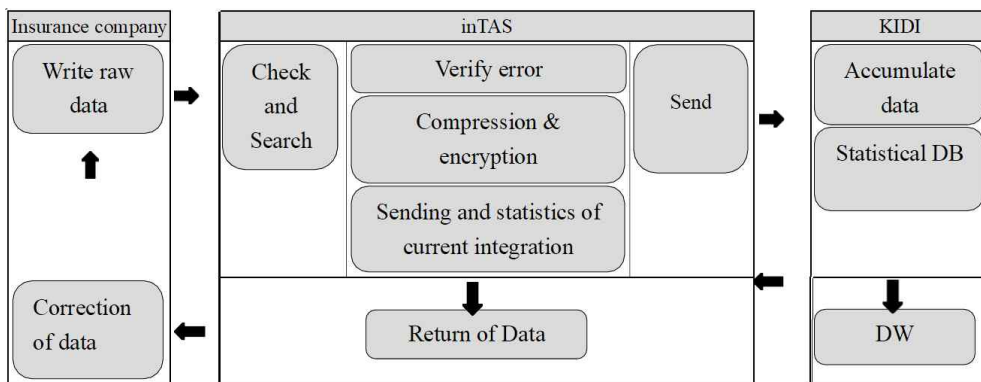 Insurance company
inTAS
KIDI
Write raw
data
Check
and
Search
Verify error
Compression &
encryption
Sending and statistics of
current integration
Send
Accumulate
data
Statistical DB
Correction
of data
Return of Data
DW